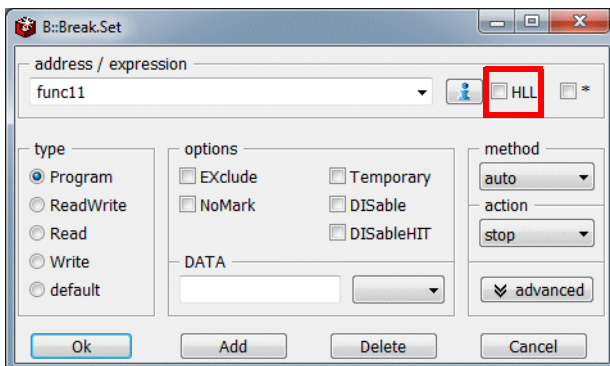 B::Break.Set
address / expression
func11
HLL
*
type
Program
ReadWrite
Read
Write
default
options
EXclude
Temporary
NoMark
DISable
DISableHIT
DATA
method
auto
action
stop
advanced
Ok
Add
Delete
Cancel